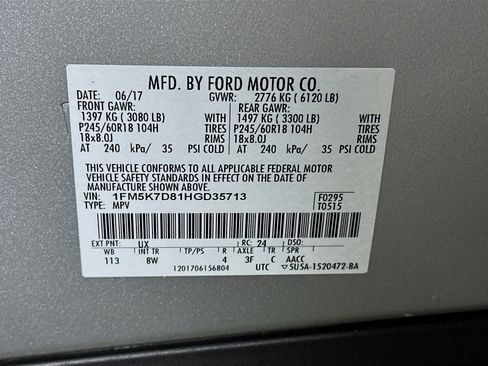 MFD. BY FORD MOTOR CO.
DATE: 06/17 GVWR: 2776 KG ( 6120 LB)
FRONT GAWR: REAR GAWR:
1397 KG ( 3080 LB) WITH 1497 KG ( 3300 LB) WITH
P245/60R18 104H TIRES P245/60R18 104H TIRES
18x8.0J RIMS 18x8.0J RIMS
AT 240 kPa/ 35 PSI COLD AT 240 kPa/ 35 PSI COLD
THIS VEHICLE CONFORMS TO ALL APPLICABLE FEDERAL MOTOR
VEHICLE SAFETY STANDARDS IN EFFECT ON THE DATE OF
VIN: 1FM5K7D81HGD35713 F0295
TYPE: MPV T0515
EXT PNT: UX RC: 24 DSO:
WB INT TR TP/PS R AXLE TR SPR
113 8W 4 3F C AACC
1201706156804 UTC ▽5U5A-1520472-BA